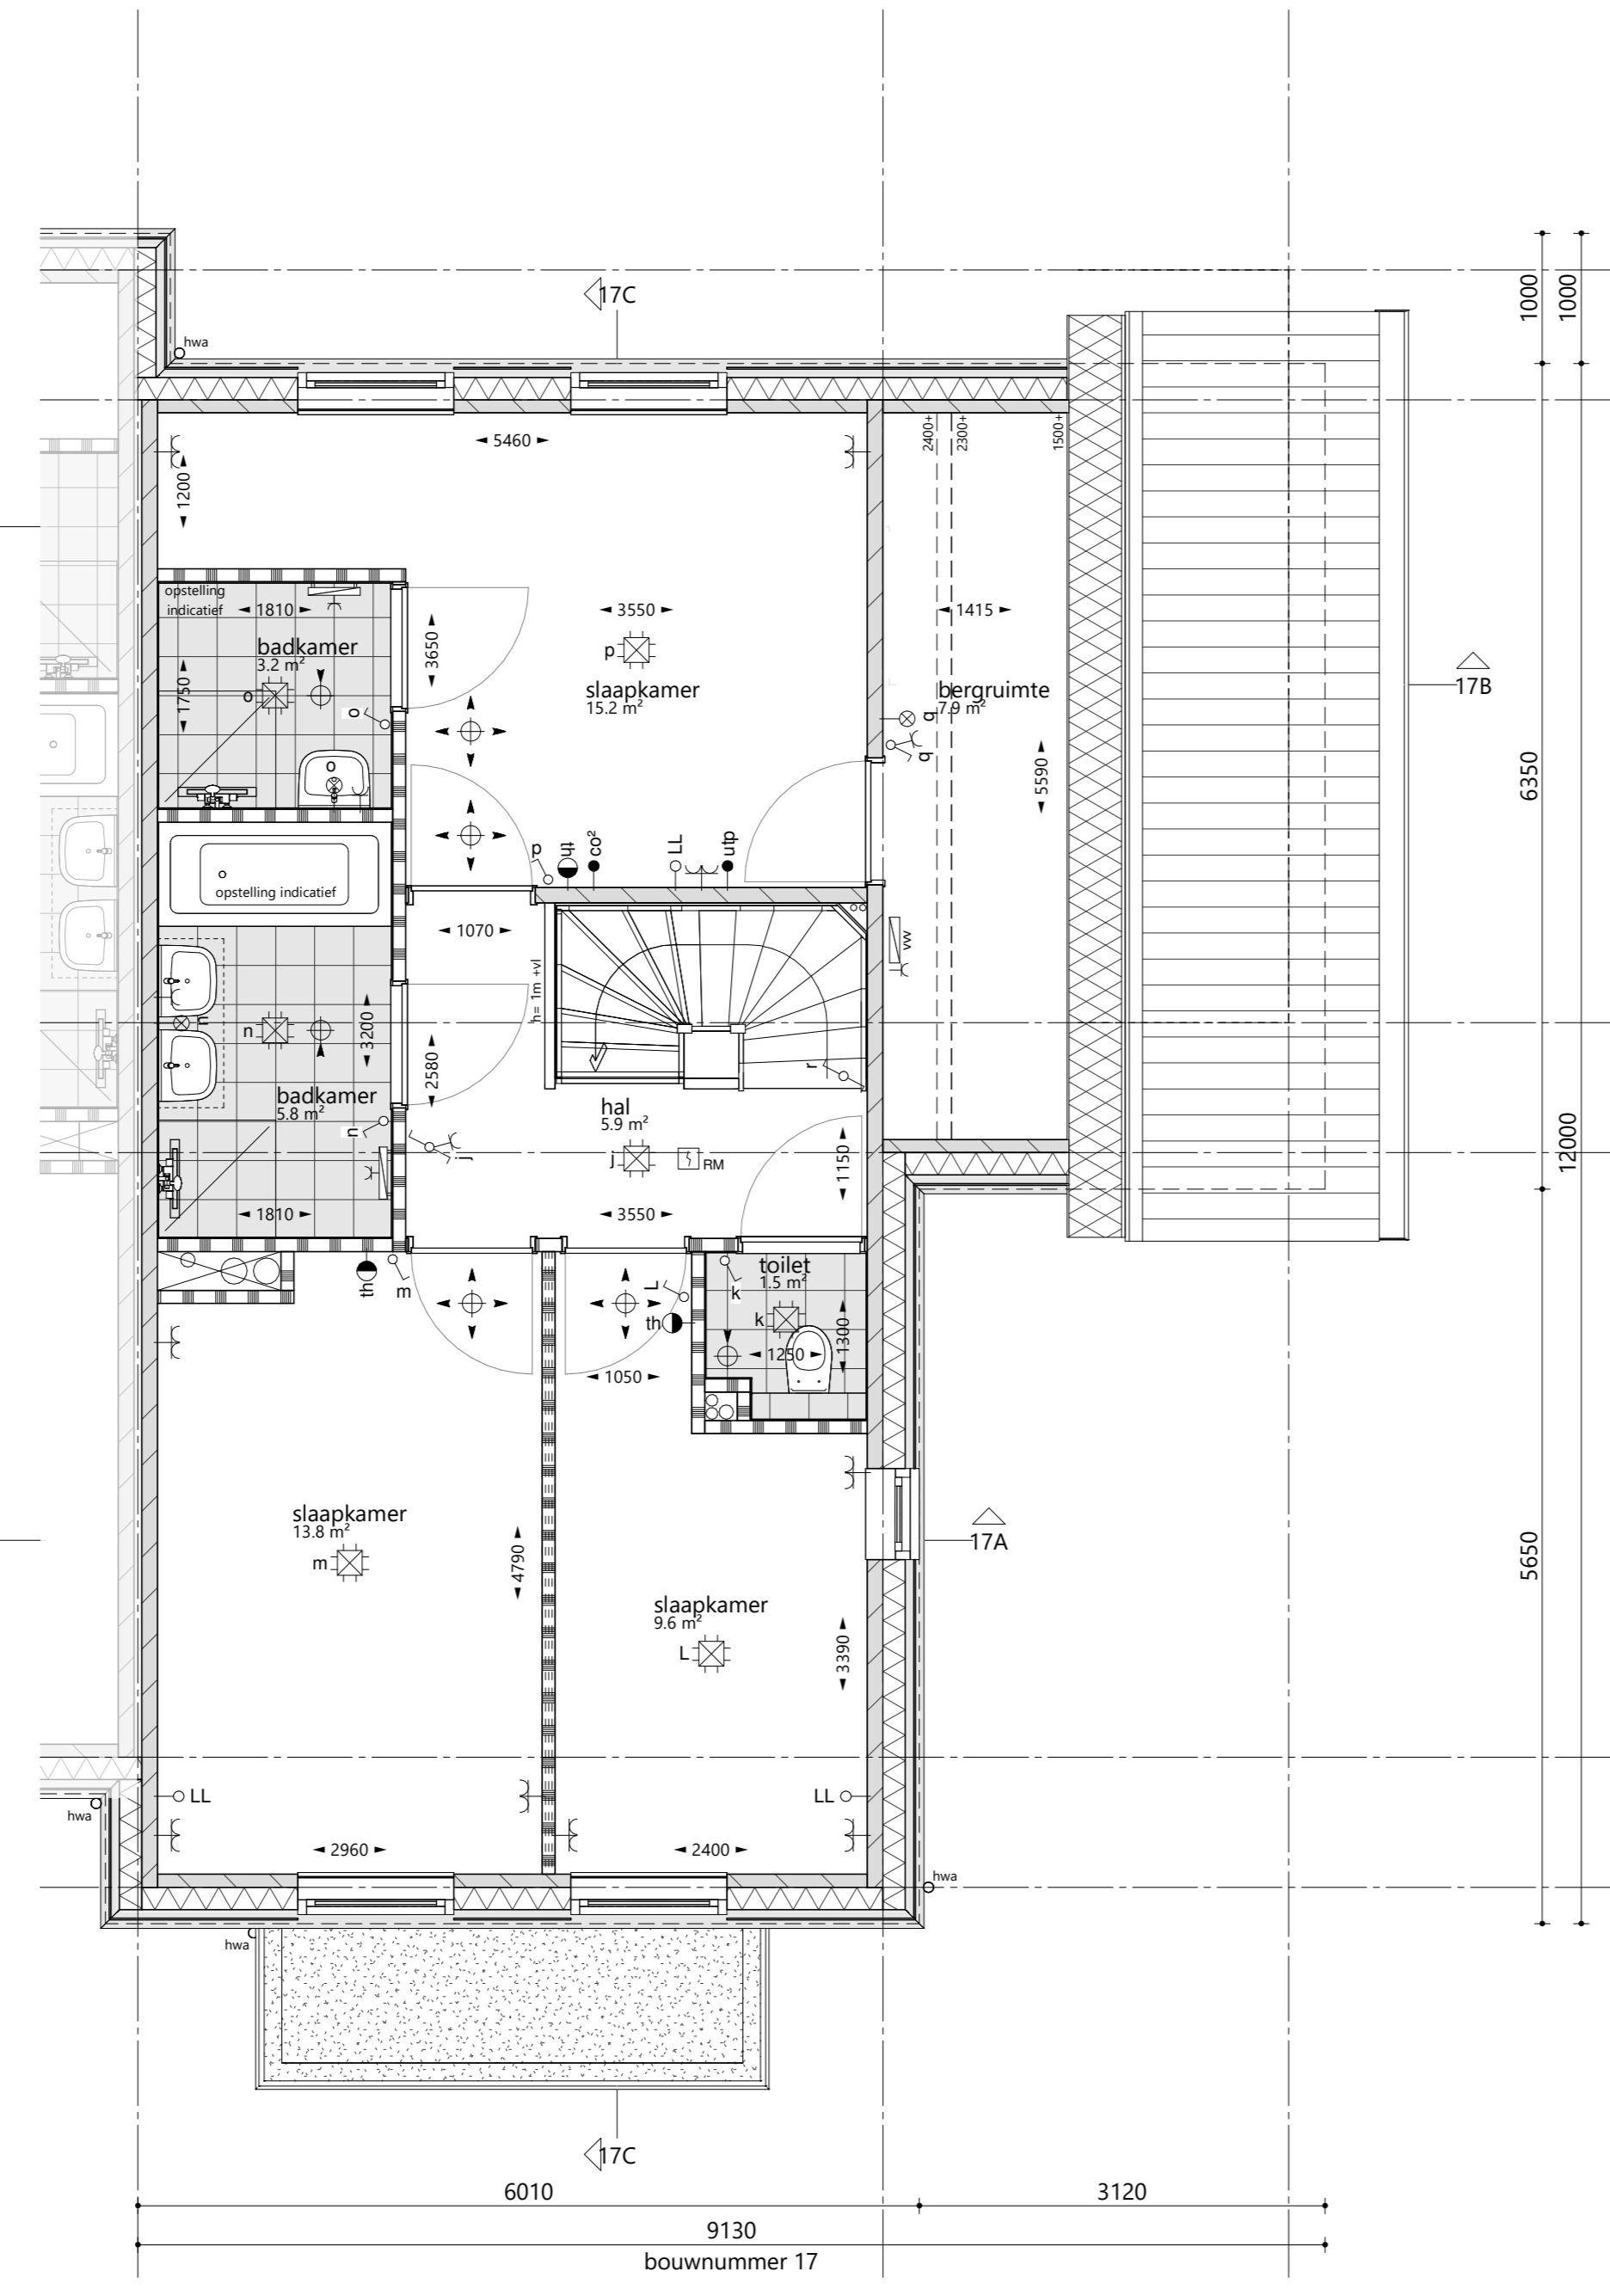 17C
1000
1000
hwa
5460
2400+
2300+
1500+
1200
opstelling
indicatief
1810
3550
1415
badkamer
3.2 m²
3650
p
slaapkamer
15.2 m²
bergruimte
7.9 m²
17B
1750
o
o
q
q
o
5590
6350
p
th
co²
LL
utp
opstelling indicatief
1070
h= 1m +vl
vw
n
n
3200
2580
badkamer
5.8 m²
r
hal
5.9 m²
n
j
j
RM
1150
12000
1810
3550
th
m
L
th
toilet
1.5 m²
k
k
1250
1300
1050
slaapkamer
13.8 m²
m
4790
17A
5650
slaapkamer
9.6 m²
L
3390
LL
LL
hwa
2960
2400
hwa
hwa
17C
6010
3120
9130
bouwnummer 17